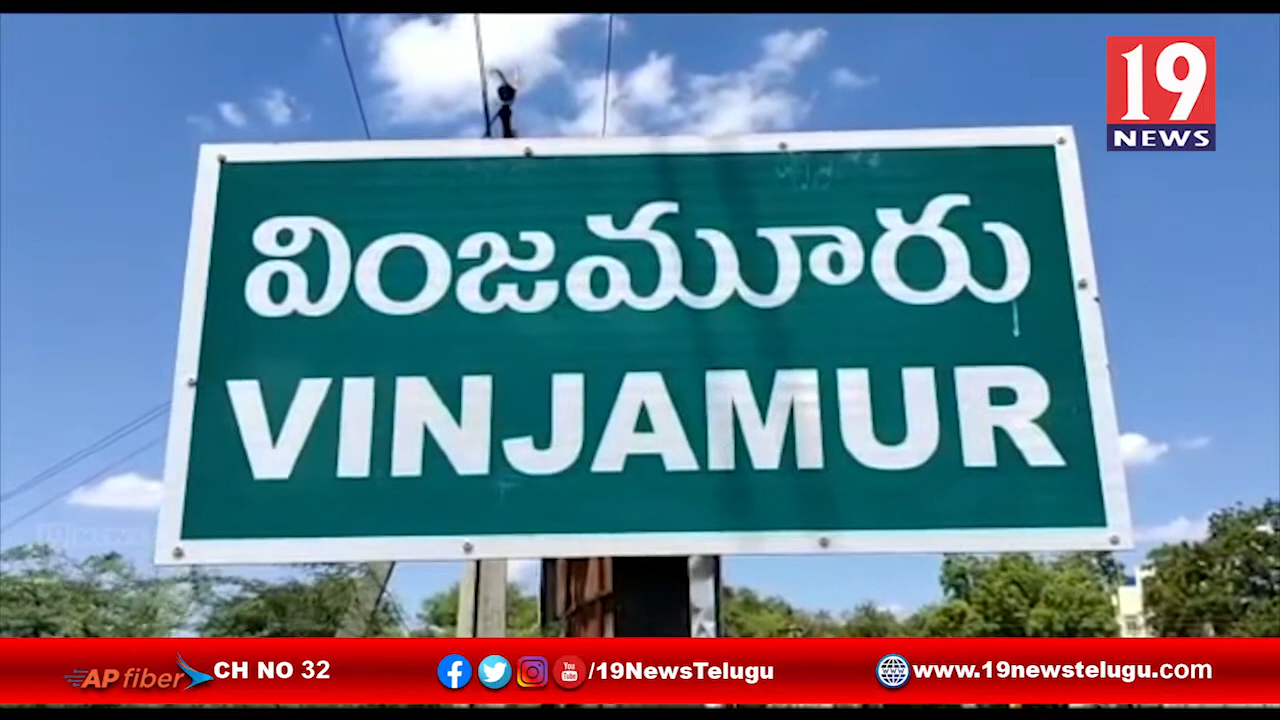 19
NEWS
వింజమూరు
VINJAMUR
AP fiber CH NO 32 /19NewsTelugu www.19newstelugu.com